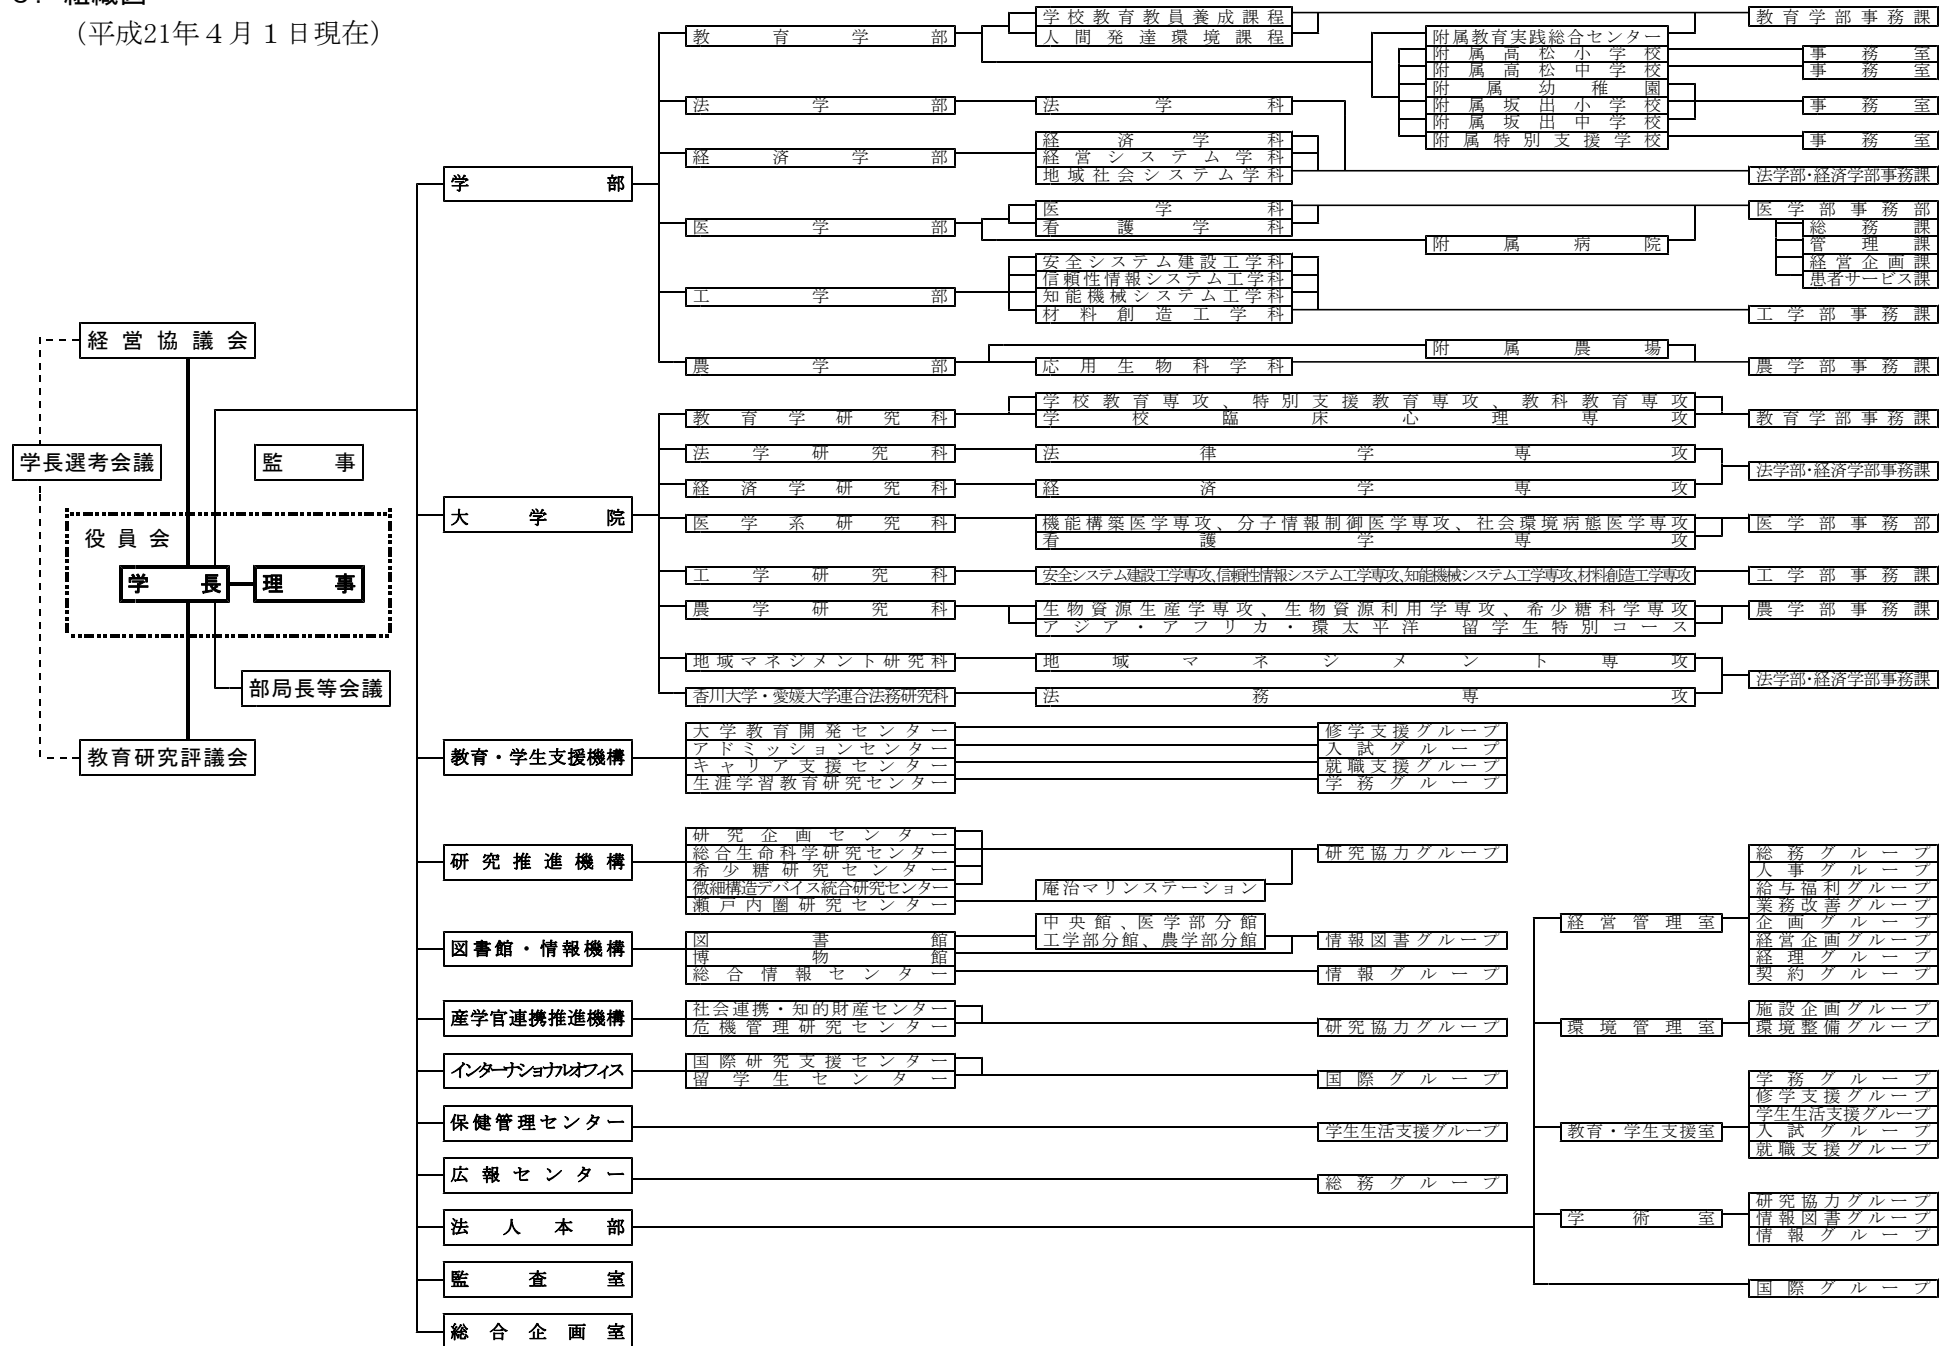 組織図
（平成21年４月１日現在）
経営協議会
学長選考会議
監事
役員会
学長
理事
部局長等会議
教育研究評議会
学部
教育学部
学校教育教員養成課程
人間発達環境課程
教育学部事務課
附属教育実践総合センター
附属高松小学校
事務室
附属高松中学校
事務室
附属幼稚園
附属坂出小学校
事務室
附属坂出中学校
附属特別支援学校
事務室
法学部
法学科
経済学部
経済学科
経営システム学科
地域社会システム学科
法学部・経済学部事務課
医学部
医学科
看護学科
附属病院
医学部事務部
総務課
管理課
経営企画課
患者サービス課
工学部
安全システム建設工学科
信頼性情報システム工学科
知能機械システム工学科
材料創造工学科
工学部事務課
農学部
附属農場
応用生物科学科
農学部事務課
大学院
教育学研究科
学校教育専攻、特別支援教育専攻、教科教育専攻
学校臨床心理専攻
教育学部事務課
法学研究科
法律学専攻
法学部・経済学部事務課
経済学研究科
経済学専攻
医学系研究科
機能構築医学専攻、分子情報制御医学専攻、社会環境病態医学専攻
看護学専攻
医学部事務部
工学研究科
安全システム建設工学専攻、信頼性情報システム工学専攻、知能機械システム工学専攻、材料創造工学専攻
工学部事務課
農学研究科
生物資源生産学専攻、生物資源利用学専攻、希少糖科学専攻
アジア・アフリカ・環太平洋　留学生特別コース
農学部事務課
地域マネジメント研究科
地域マネジメント専攻
法学部・経済学部事務課
香川大学・愛媛大学連合法務研究科
法務専攻
教育・学生支援機構
大学教育開発センター
修学支援グループ
アドミッションセンター
入試グループ
キャリア支援センター
就職支援グループ
生涯学習教育研究センター
学務グループ
研究推進機構
研究企画センター
総合生命科学研究センター
希少糖研究センター
微細構造デバイス統合研究センター
瀬戸内圏研究センター
庵治マリンステーション
研究協力グループ
図書館・情報機構
図書館
中央館、医学部分館
工学部分館、農学部分館
情報図書グループ
博物館
総合情報センター
情報グループ
産学官連携推進機構
社会連携・知的財産センター
危機管理研究センター
研究協力グループ
インターナショナルオフィス
国際研究支援センター
留学生センター
国際グループ
保健管理センター
学生生活支援グループ
広報センター
総務グループ
法人本部
経営管理室
総務グループ
人事グループ
給与福利グループ
業務改善グループ
企画グループ
経営企画グループ
経理グループ
契約グループ
環境管理室
施設企画グループ
環境整備グループ
教育・学生支援室
学務グループ
修学支援グループ
学生生活支援グループ
入試グループ
就職支援グループ
学術室
研究協力グループ
情報図書グループ
情報グループ
国際グループ
監査室
総合企画室